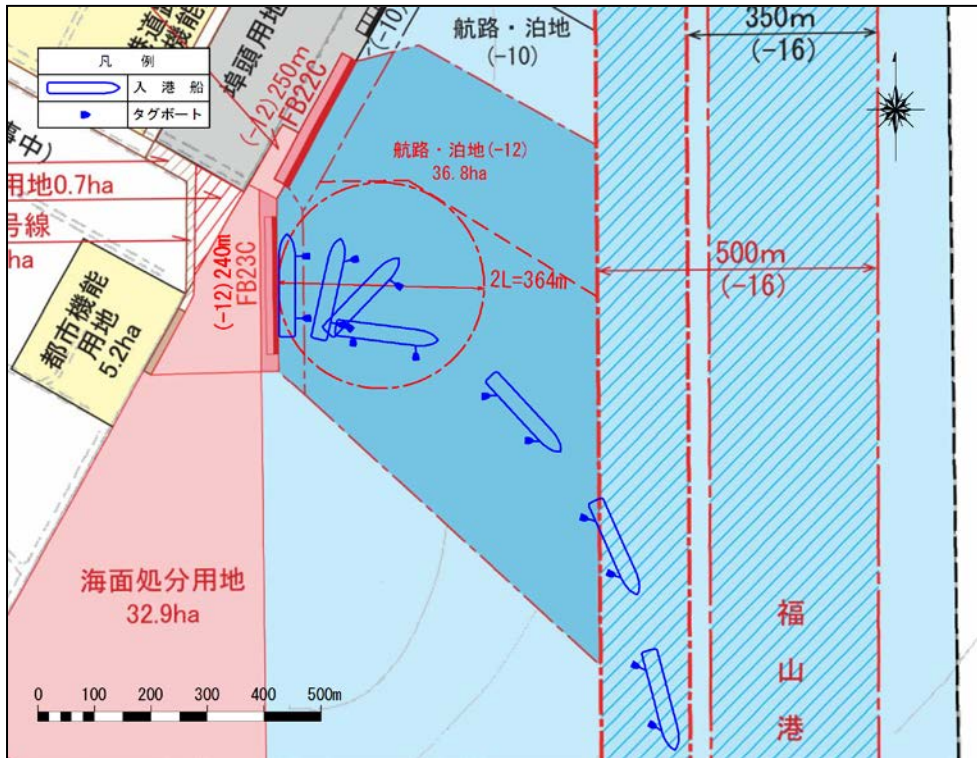 凡 例
入 港 船
タグボート
機能
埠頭用地
(-12)250m
FB22C
(-10)
航路・泊地
(-10)
350m
(-16)
航路・泊地(-12)
36.8ha
用地0.7ha
号線
ha
(-12)240m
FB23C
2L=364m
500m
(-16)
都市機能
用地
5.2ha
海面処分用地
32.9ha
福山港
0 100 200 300 400 500m